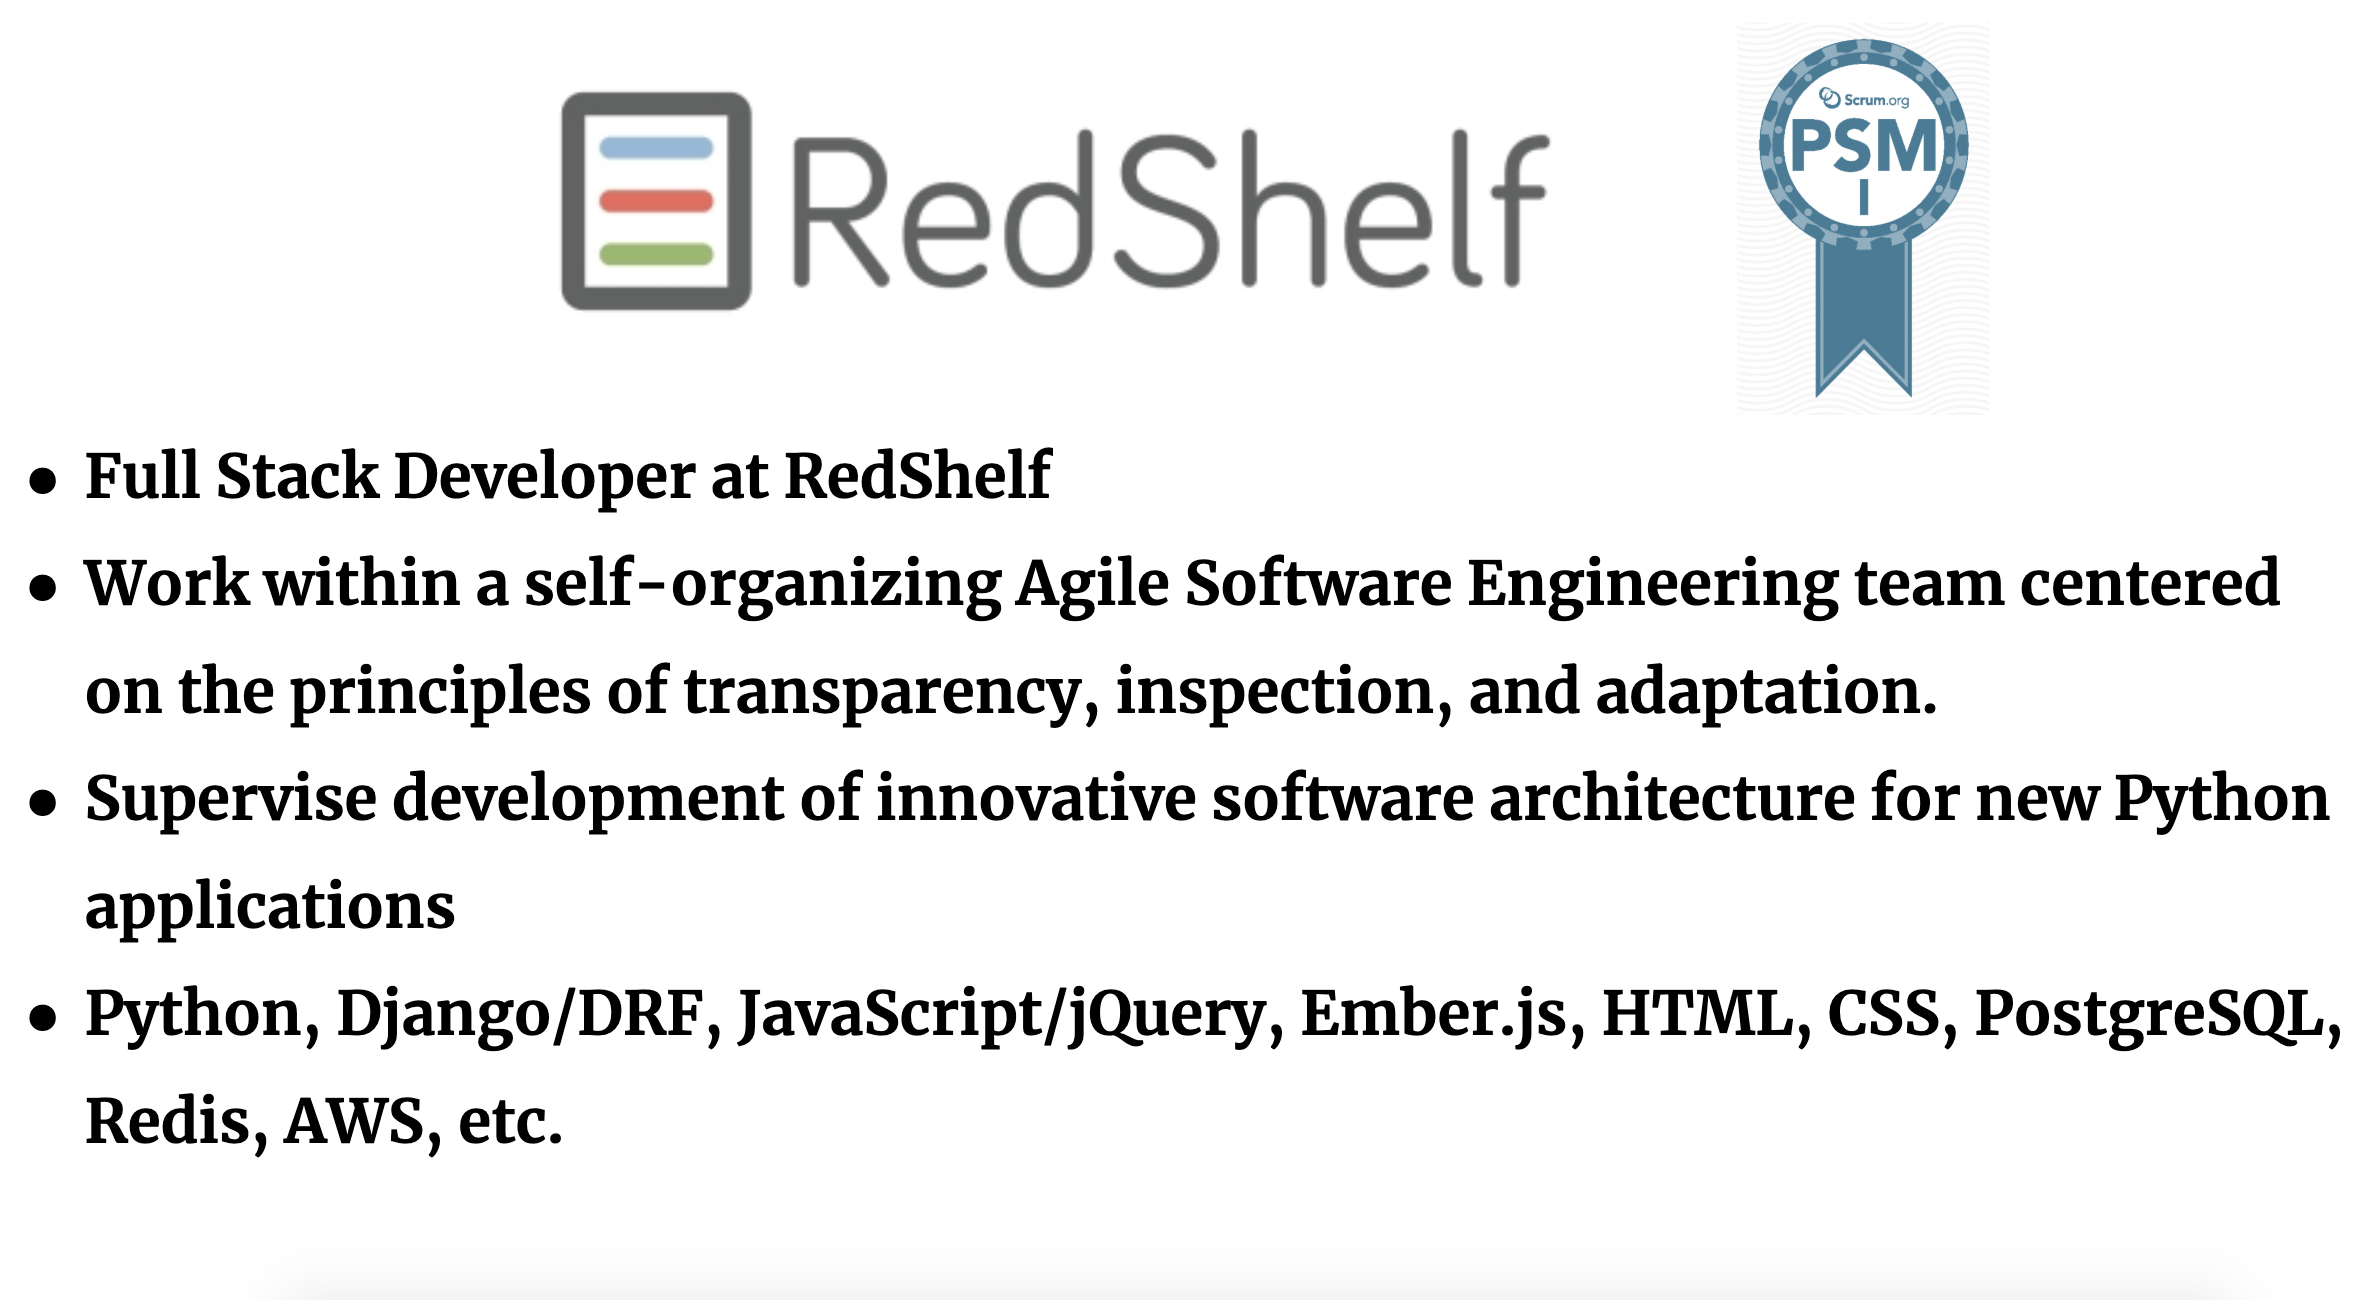 RedShelf
Scrum.org
PSM
I
● Full Stack Developer at RedShelf
● Work within a self-organizing Agile Software Engineering team centered
on the principles of transparency, inspection, and adaptation.
● Supervise development of innovative software architecture for new Python
applications
● Python, Django/DRF, JavaScript/jQuery, Ember.js, HTML, CSS, PostgreSQL,
Redis, AWS, etc.